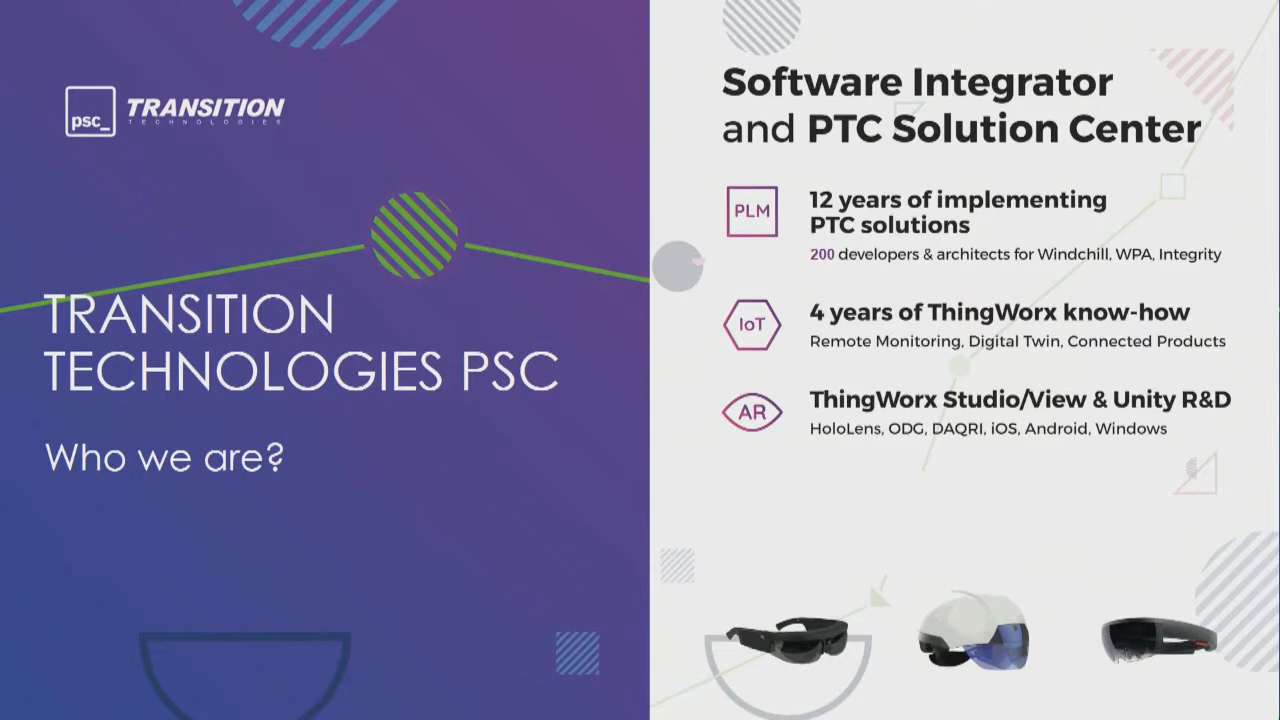 psc_ TRANSITION
TECHNOLOGIES
TRANSITION
TECHNOLOGIES PSC
Who we are?
Software Integrator
and PTC Solution Center
PLM
12 years of implementing
PTC solutions
200 developers & architects for Windchill, WPA, Integrity
IoT
4 years of ThingWorx know-how
Remote Monitoring, Digital Twin, Connected Products
AR
ThingWorx Studio/View & Unity R&D
HoloLens, ODG, DAQRI, iOS, Android, Windows